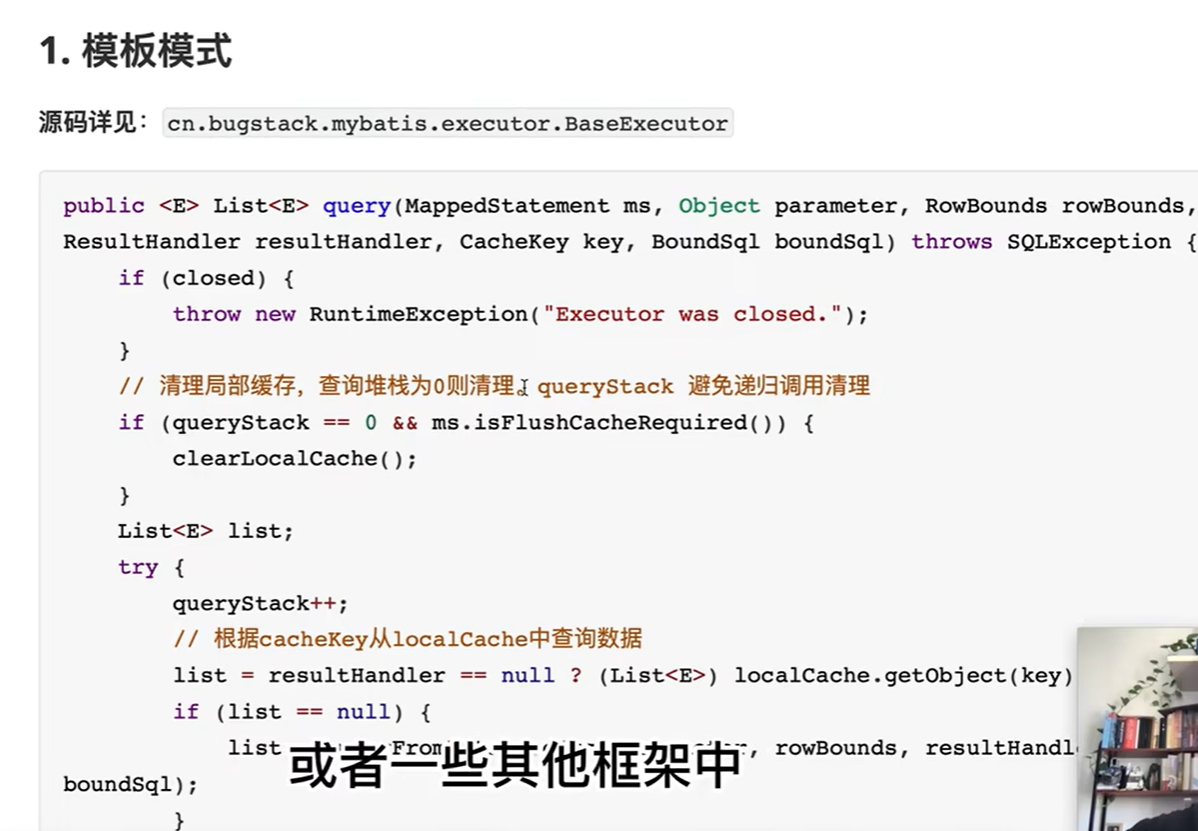 1. 模板模式
源码详见：cn.bugstack.mybatis.executor.BaseExecutor
public <E> List<E> query(MappedStatement ms, Object parameter, RowBounds rowBounds,
ResultHandler resultHandler, CacheKey key, BoundSql boundSql) throws SQLException {
if (closed) {
throw new RuntimeException("Executor was closed.");
}
// 清理局部缓存，查询堆栈为0则清理。queryStack 避免递归调用清理
if (queryStack == 0 && ms.isFlushCacheRequired()) {
clearLocalCache();
}
List<E> list;
try {
queryStack++;
// 根据cacheKey从localCache中查询数据
list = resultHandler == null ? (List<E>) localCache.getObject(key)
if (list == null) {
list rowBounds, resultHandl
或者一些其他框架中
boundSql);
}